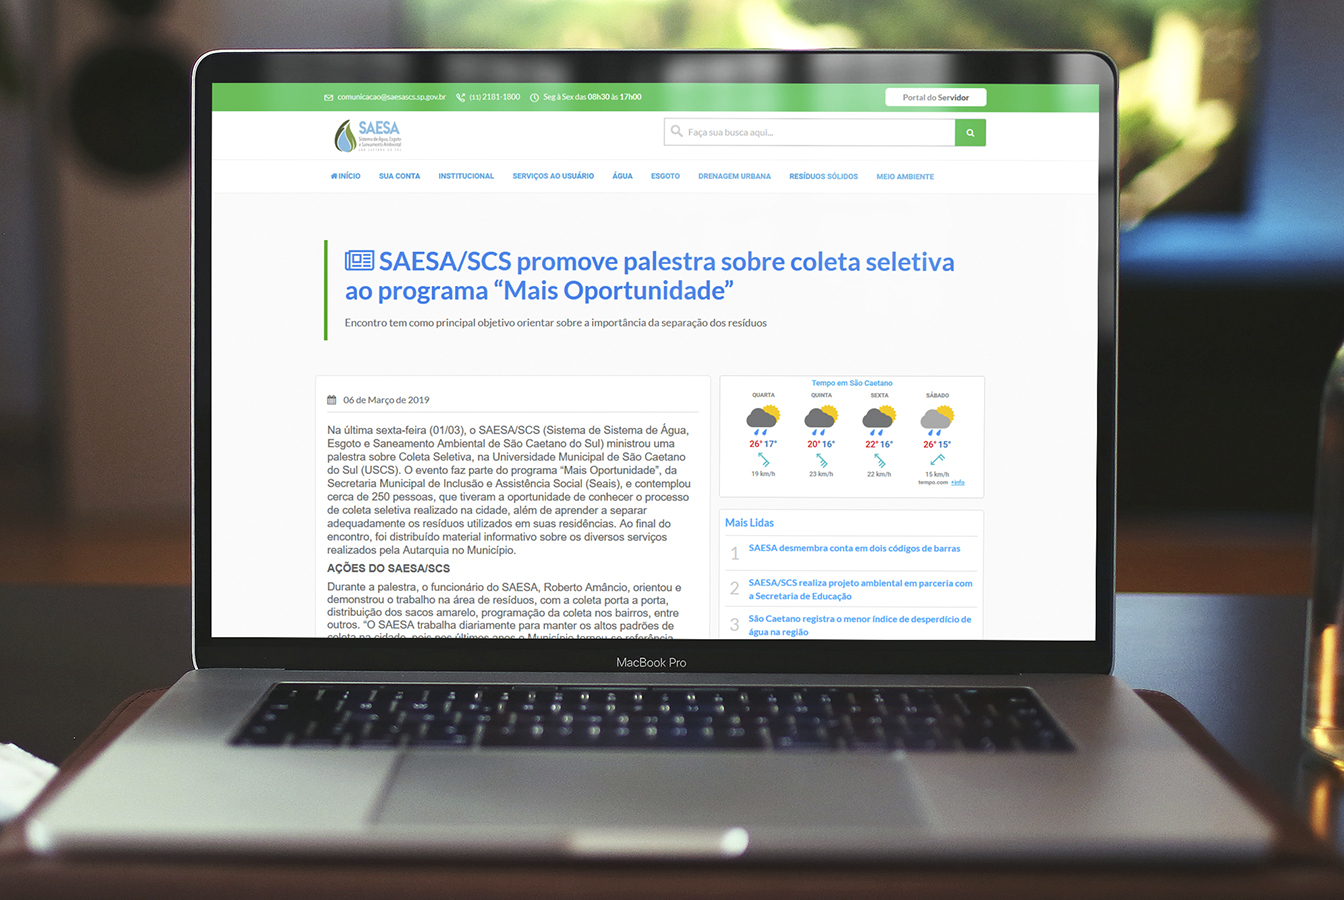 comunicacao@saesascs.sp.gov.br (11) 2181-1800 Seg à Sex das 08h30 às 17h00
Portal do Servidor
SAESA
Sistema de Água, Esgoto
e Saneamento Ambiental
Faça sua busca aqui...
INÍCIO SUA CONTA INSTITUCIONAL SERVIÇOS AO USUÁRIO ÁGUA ESGOTO DRENAGEM URBANA RESÍDUOS SÓLIDOS MEIO AMBIENTE
SAESA/SCS promove palestra sobre coleta seletiva
ao programa “Mais Oportunidade”
Encontro tem como principal objetivo orientar sobre a importância da separação dos resíduos
06 de Março de 2019
Na última sexta-feira (01/03), o SAESA/SCS (Sistema de Sistema de Água,
Esgoto e Saneamento Ambiental de São Caetano do Sul) ministrou uma
palestra sobre Coleta Seletiva, na Universidade Municipal de São Caetano
do Sul (USCS). O evento faz parte do programa “Mais Oportunidade”, da
Secretaria Municipal de Inclusão e Assistência Social (Seais), e contemplou
cerca de 250 pessoas, que tiveram a oportunidade de conhecer o processo
de coleta seletiva realizado na cidade, além de aprender a separar
adequadamente os resíduos utilizados em suas residências. Ao final do
encontro, foi distribuído material informativo sobre os diversos serviços
realizados pela Autarquia no Município.
AÇÕES DO SAESA/SCS
Durante a palestra, o funcionário do SAESA, Roberto Amâncio, orientou e
demonstrou o trabalho na área de resíduos, com a coleta porta a porta,
distribuição dos sacos amarelo, programação da coleta nos bairros, entre
outros. “O SAESA trabalha diariamente para manter os altos padrões de
coleta na cidade, pois nos últimos anos o Município tornou-se referência
Tempo em São Caetano
QUARTA QUINTA SEXTA SÁBADO
26° 17° 20° 16° 22° 16° 26° 15°
19 km/h 23 km/h 22 km/h 15 km/h
tempo.com +info
Mais Lidas
1 SAESA desmembra conta em dois códigos de barras
2 SAESA/SCS realiza projeto ambiental em parceria com
a Secretaria de Educação
3 São Caetano registra o menor índice de desperdício de
água na região
MacBook Pro